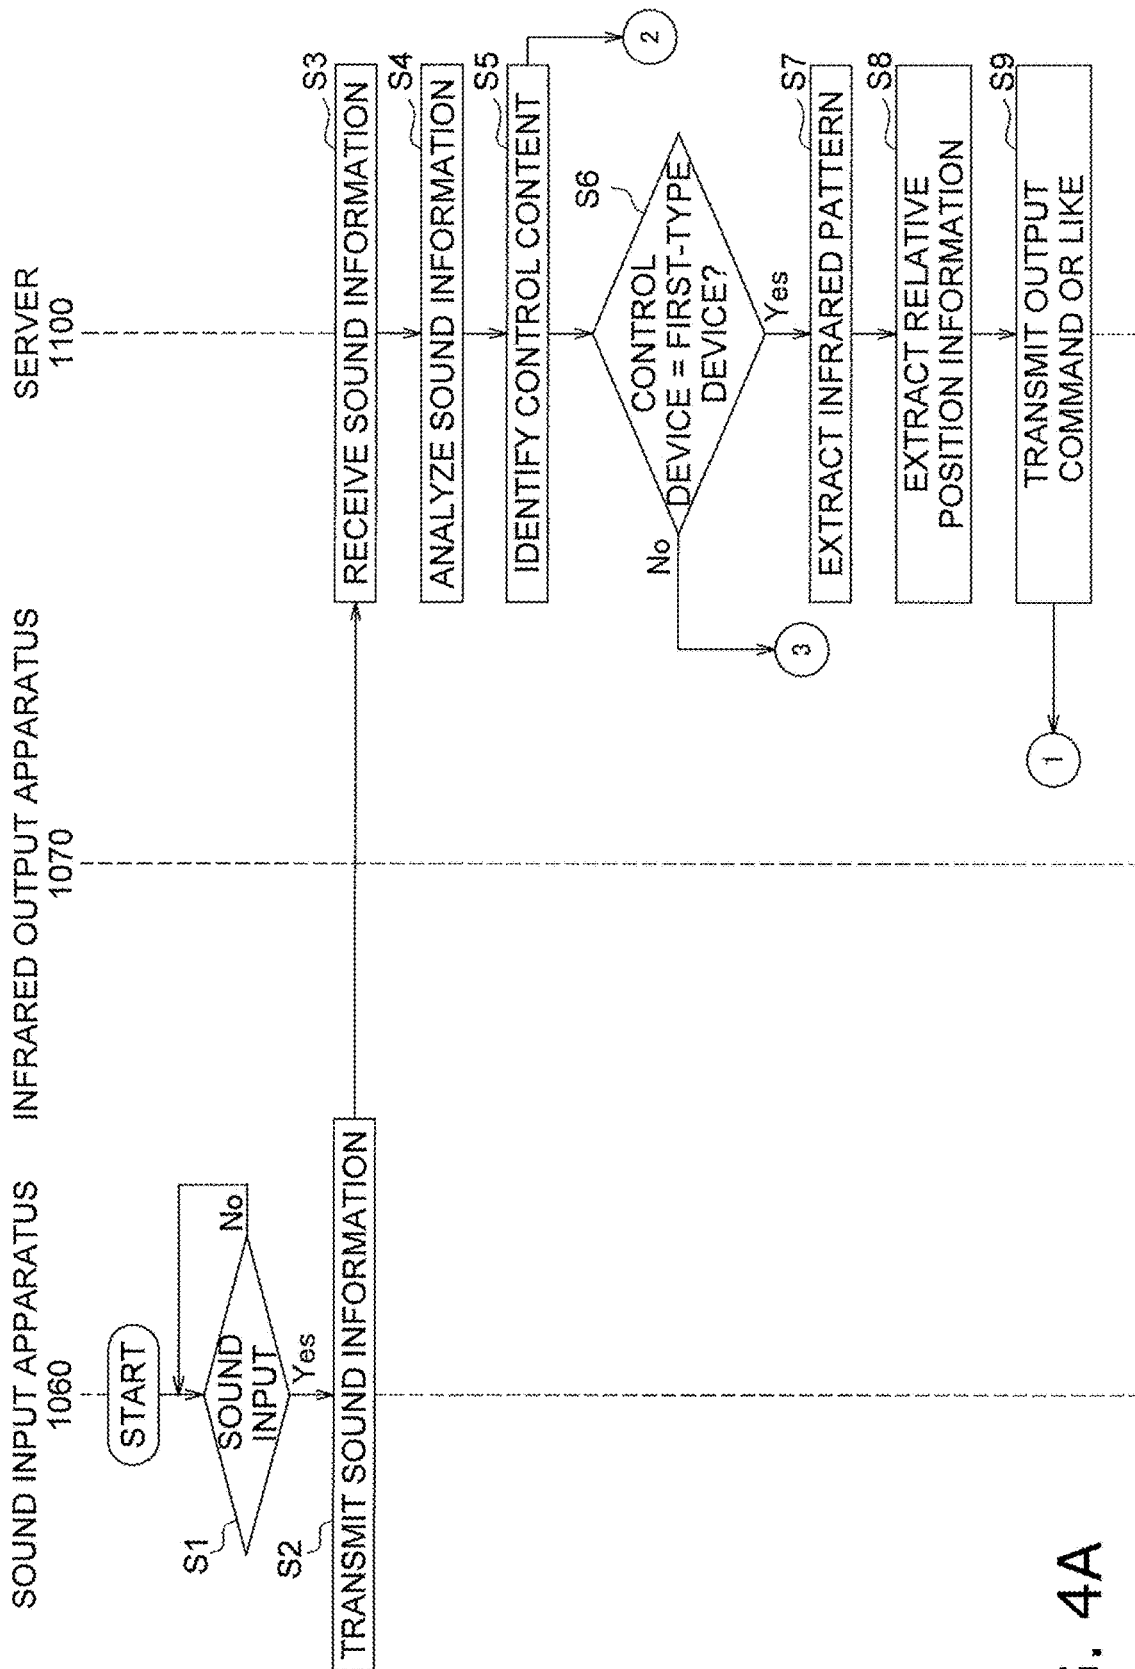 SOUND INPUT APPARATUS
1060
INFRARED OUTPUT APPARATUS
1070
SERVER
1100
START
S1
SOUND
INPUT
No
Yes
S2
TRANSMIT SOUND INFORMATION
S3
RECEIVE SOUND INFORMATION
S4
ANALYZE SOUND INFORMATION
S5
IDENTIFY CONTROL CONTENT
2
S6
CONTROL
DEVICE = FIRST-TYPE
DEVICE?
No
Yes
3
S7
EXTRACT INFRARED PATTERN
S8
EXTRACT RELATIVE
POSITION INFORMATION
S9
TRANSMIT OUTPUT
COMMAND OR LIKE
1
4A